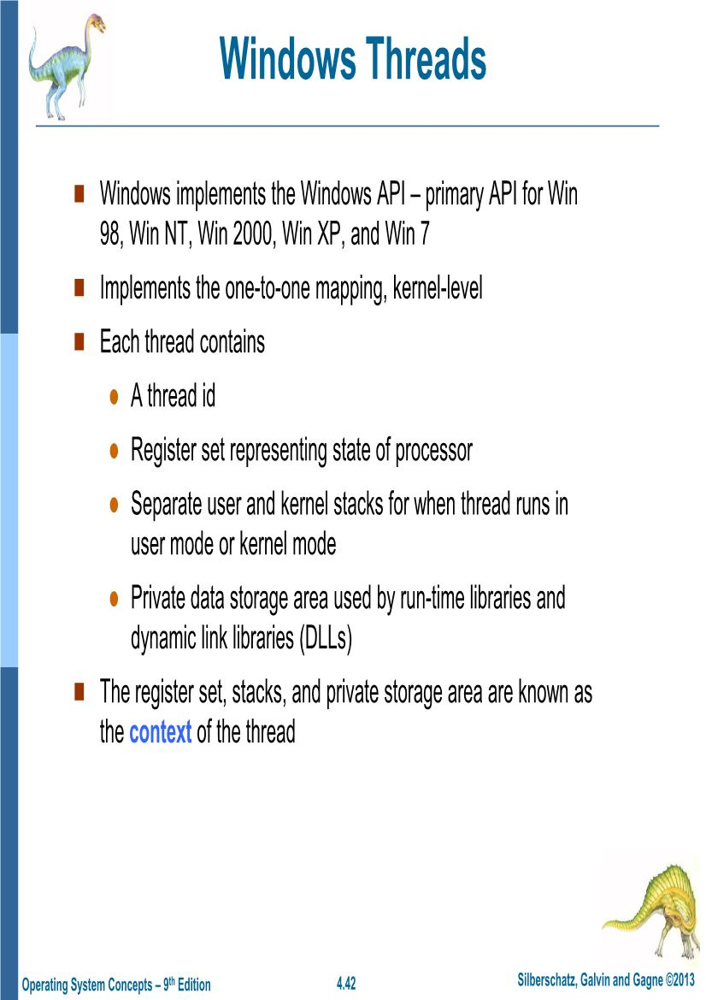 Windows Threads
Windows implements the Windows API – primary API for Win
98, Win NT, Win 2000, Win XP, and Win 7
Implements the one-to-one mapping, kernel-level
Each thread contains
A thread id
Register set representing state of processor
Separate user and kernel stacks for when thread runs in
user mode or kernel mode
Private data storage area used by run-time libraries and
dynamic link libraries (DLLs)
The register set, stacks, and private storage area are known as
the context of the thread
Operating System Concepts – 9th Edition
4.42
Silberschatz, Galvin and Gagne ©2013